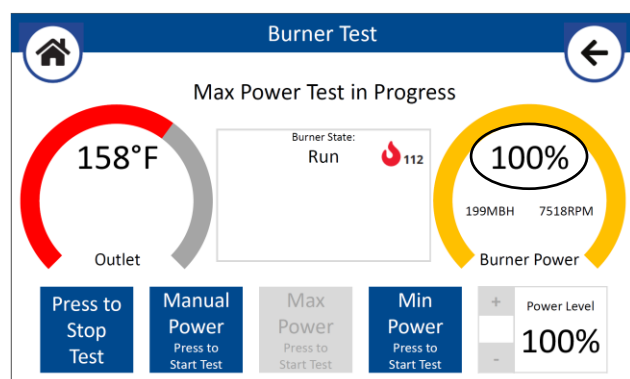 Burner Test
Max Power Test in Progress
158°F
Outlet
Burner State:
Run
112
100%
199MBH 7518RPM
Burner Power
Press to
Stop
Test
Manual
Power
Press to
Start Test
Max
Power
Press to
Start Test
Min
Power
Press to
Start Test
+
-
Power Level
100%